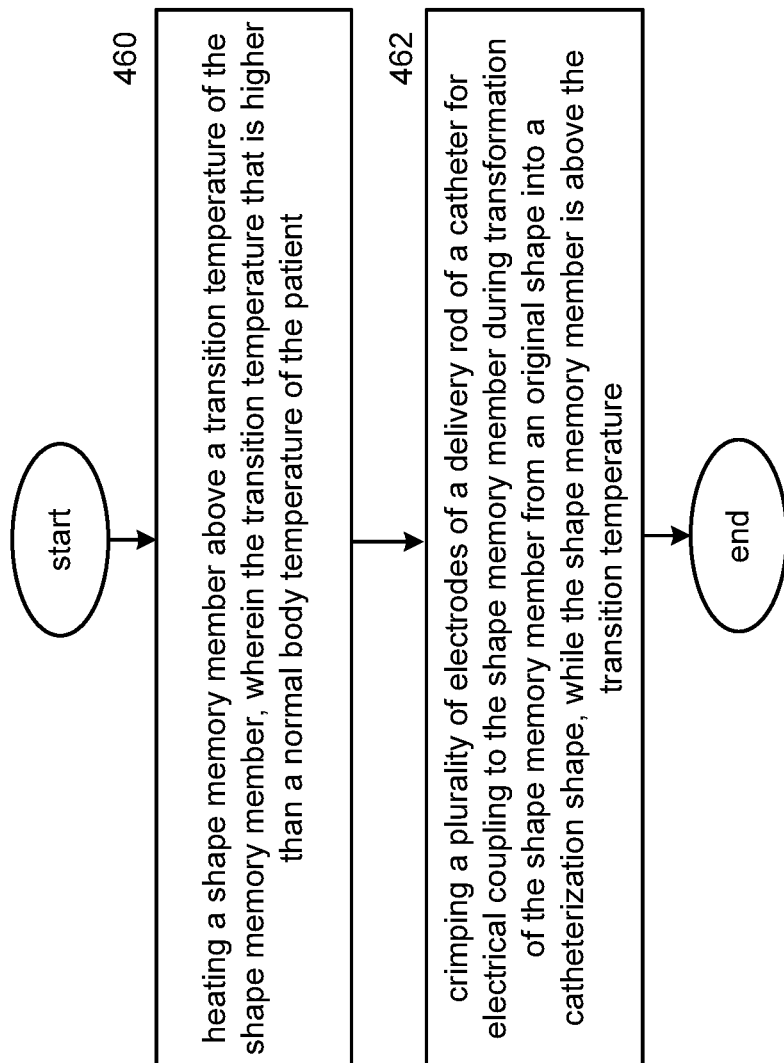 start
460
heating a shape memory member above a transition temperature of the
shape memory member, wherein the transition temperature that is higher
than a normal body temperature of the patient
462
crimping a plurality of electrodes of a delivery rod of a catheter for
electrical coupling to the shape memory member during transformation
of the shape memory member from an original shape into a
catheterization shape, while the shape memory member is above the
transition temperature
end